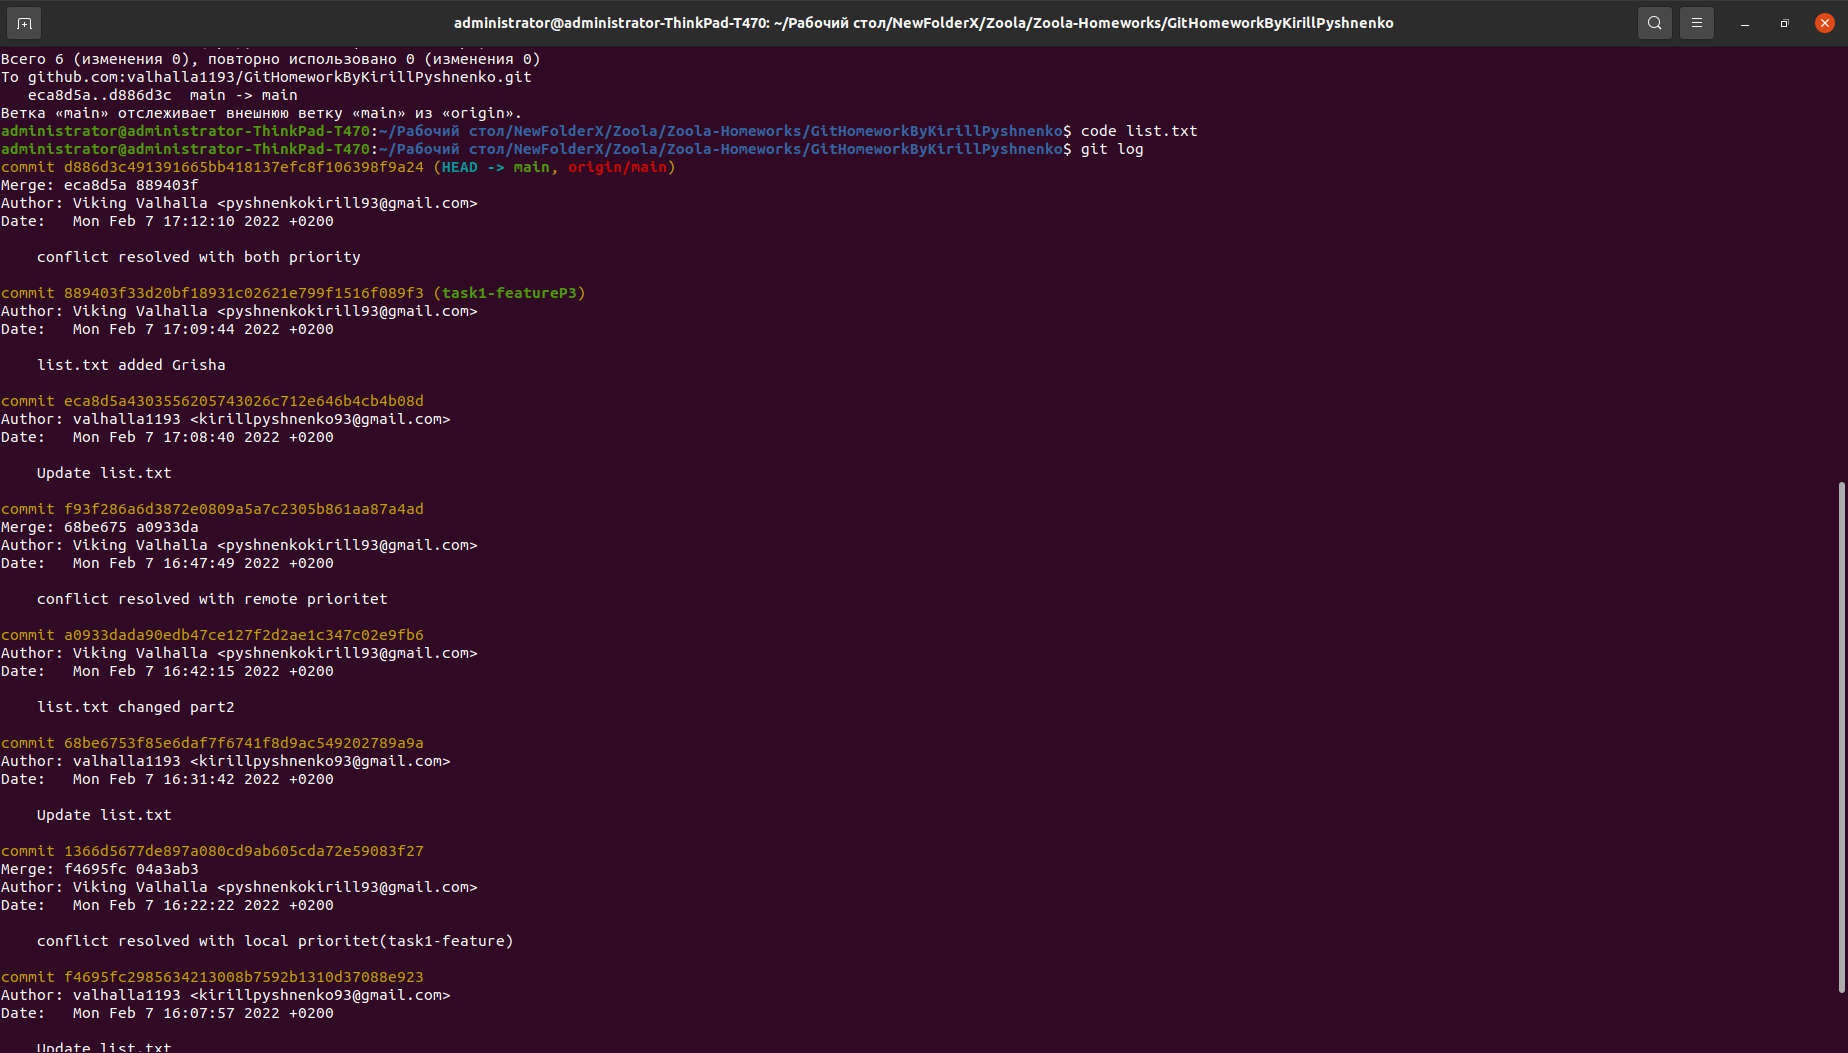 administrator@administrator-ThinkPad-T470: ~/Рабочий стол/NewFolderX/Zoola/Zoola-Homeworks/GitHomeworkByKirillPyshnenko
Всего 6 (изменения 0), повторно использовано 0 (изменения 0)
To github.com:valhalla1193/GitHomeworkByKirillPyshnenko.git
   eca8d5a..d886d3c  main -> main
Ветка «main» отслеживает внешнюю ветку «main» из «origin».
administrator@administrator-ThinkPad-T470:~/Рабочий стол/NewFolderX/Zoola/Zoola-Homeworks/GitHomeworkByKirillPyshnenko$ code list.txt
administrator@administrator-ThinkPad-T470:~/Рабочий стол/NewFolderX/Zoola/Zoola-Homeworks/GitHomeworkByKirillPyshnenko$ git log
commit d886d3c491391665bb418137efc8f106398f9a24 (HEAD -> main, origin/main)
Merge: eca8d5a 889403f
Author: Viking Valhalla <pyshnenkokirill93@gmail.com>
Date:   Mon Feb 7 17:12:10 2022 +0200
    conflict resolved with both priority
commit 889403f33d20bf18931c02621e799f1516f089f3 (task1-featureP3)
Author: Viking Valhalla <pyshnenkokirill93@gmail.com>
Date:   Mon Feb 7 17:09:44 2022 +0200
    list.txt added Grisha
commit eca8d5a4303556205743026c712e646b4cb4b08d
Author: valhalla1193 <kirillpyshnenko93@gmail.com>
Date:   Mon Feb 7 17:08:40 2022 +0200
    Update list.txt
commit f93f286a6d3872e0809a5a7c2305b861aa87a4ad
Merge: 68be675 a0933da
Author: Viking Valhalla <pyshnenkokirill93@gmail.com>
Date:   Mon Feb 7 16:47:49 2022 +0200
    conflict resolved with remote prioritet
commit a0933dada90edb47ce127f2d2ae1c347c02e9fb6
Author: Viking Valhalla <pyshnenkokirill93@gmail.com>
Date:   Mon Feb 7 16:42:15 2022 +0200
    list.txt changed part2
commit 68be6753f85e6daf7f6741f8d9ac549202789a9a
Author: valhalla1193 <kirillpyshnenko93@gmail.com>
Date:   Mon Feb 7 16:31:42 2022 +0200
    Update list.txt
commit 1366d5677de897a080cd9ab605cda72e59083f27
Merge: f4695fc 04a3ab3
Author: Viking Valhalla <pyshnenkokirill93@gmail.com>
Date:   Mon Feb 7 16:22:22 2022 +0200
    conflict resolved with local prioritet(task1-feature)
commit f4695fc2985634213008b7592b1310d37088e923
Author: valhalla1193 <kirillpyshnenko93@gmail.com>
Date:   Mon Feb 7 16:07:57 2022 +0200
    Update list.txt